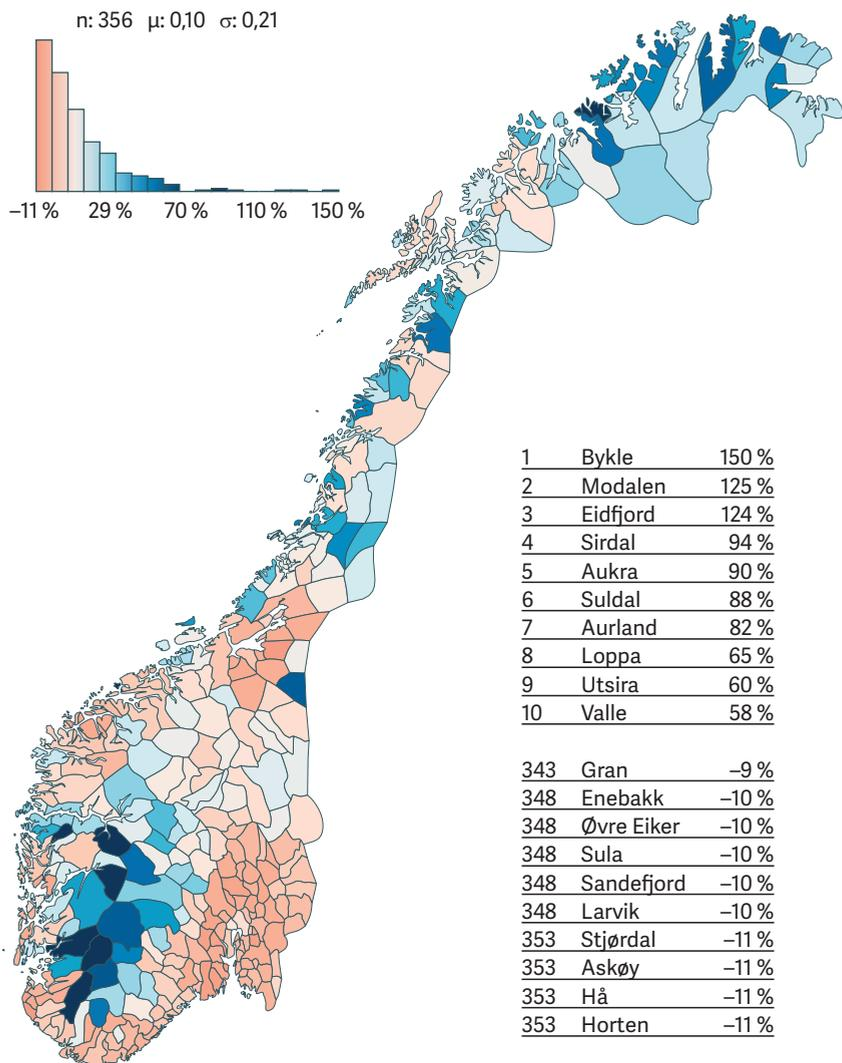 n: 356 μ: 0,10 σ: 0,21
–11 % 29 % 70 % 110 % 150 %
1 Bykle 150 %
2 Modalen 125 %
3 Eidfjord 124 %
4 Sirdal 94 %
5 Aukra 90 %
6 Suldal 88 %
7 Aurland 82 %
8 Loppa 65 %
9 Utsira 60 %
10 Valle 58 %
343 Gran –9 %
348 Enebakk –10 %
348 Øvre Eiker –10 %
348 Sula –10 %
348 Sandefjord –10 %
348 Larvik –10 %
353 Stjørdal –11 %
353 Askøy –11 %
353 Hå –11 %
353 Horten –11 %